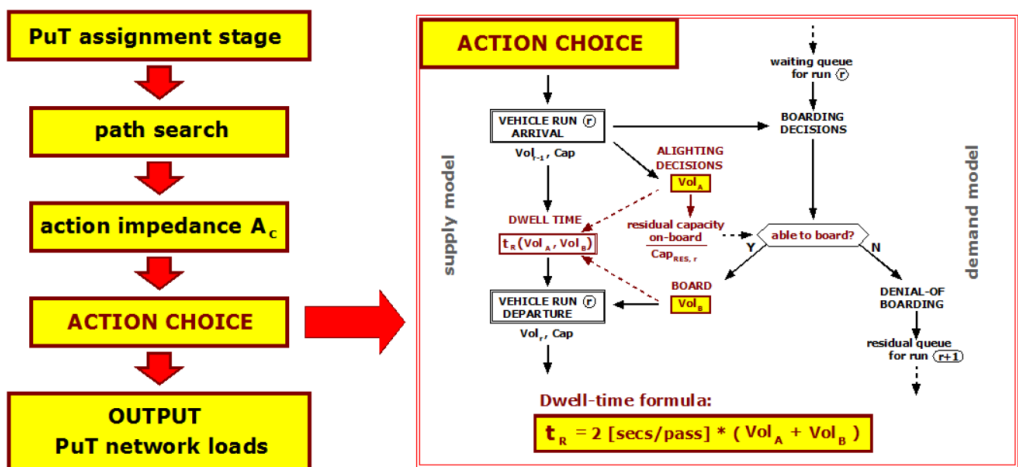 PuT assignment stage
path search
action impedance A_C
ACTION CHOICE
OUTPUT
PuT network loads
ACTION CHOICE
supply model
demand model
waiting queue
for run r
VEHICLE RUN r
ARRIVAL
Vol_r-1, Cap
BOARDING
DECISIONS
ALIGHTING
DECISIONS
Vol_A
DWELL TIME
t_R(Vol_A, Vol_B)
residual capacity
on-board
Cap_RES, r
able to board?
Y
N
BOARD
Vol_B
VEHICLE RUN r
DEPARTURE
Vol_r, Cap
DENIAL-OF
BOARDING
residual queue
for run r+1
Dwell-time formula:
t_R = 2 [secs/pass] * ( Vol_A + Vol_B )